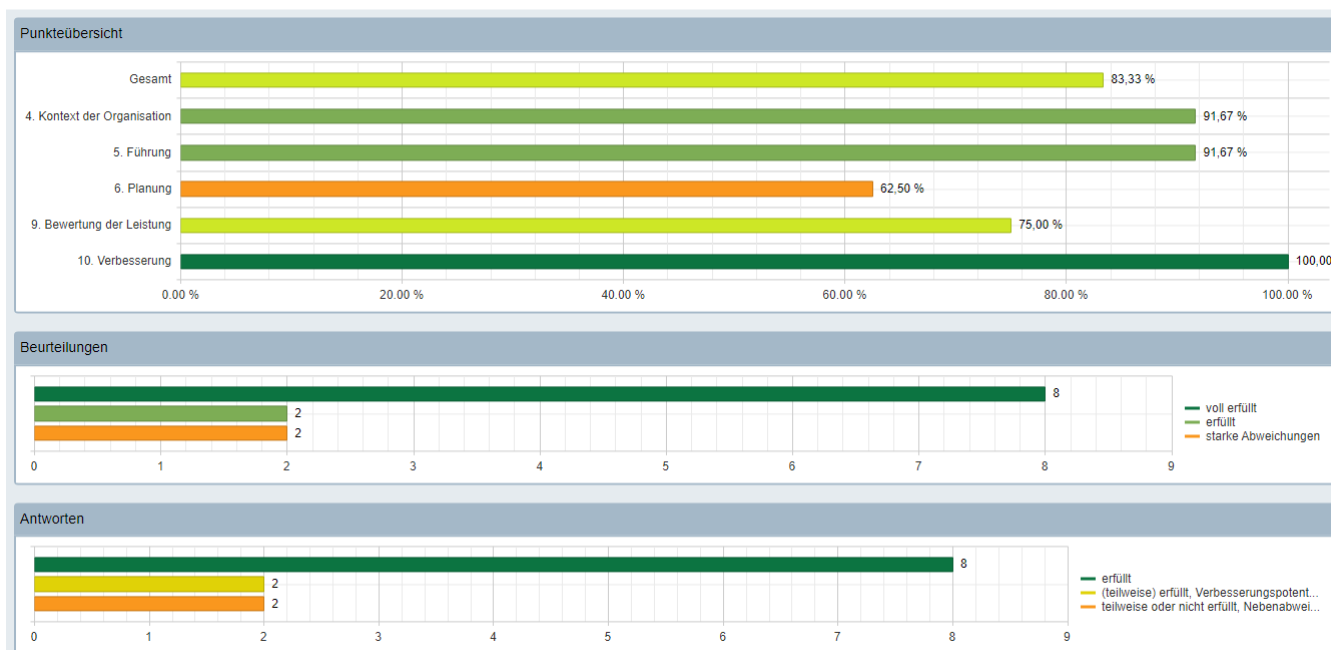 Punkteübersicht
Gesamt
83,33 %
4. Kontext der Organisation
91,67 %
5. Führung
91,67 %
6. Planung
62,50 %
9. Bewertung der Leistung
75,00 %
10. Verbesserung
100,00
0.00 % 20.00 % 40.00 % 60.00 % 80.00 % 100.00 %
Beurteilungen
8
2
2
voll erfüllt
erfüllt
starke Abweichungen
0 1 2 3 4 5 6 7 8 9
Antworten
8
2
2
erfüllt
(teilweise) erfüllt, Verbesserungspotent...
teilweise oder nicht erfüllt, Nebenabwei...
0 1 2 3 4 5 6 7 8 9